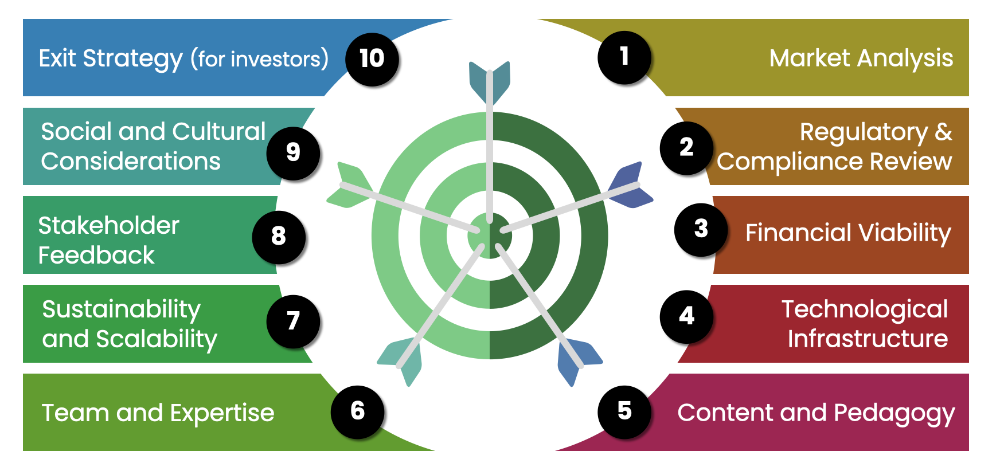 1
Market Analysis
2
Regulatory &
Compliance Review
3
Financial Viability
4
Technological
Infrastructure
5
Content and Pedagogy
6
Team and Expertise
7
Sustainability
and Scalability
8
Stakeholder
Feedback
9
Social and Cultural
Considerations
10
Exit Strategy (for investors)